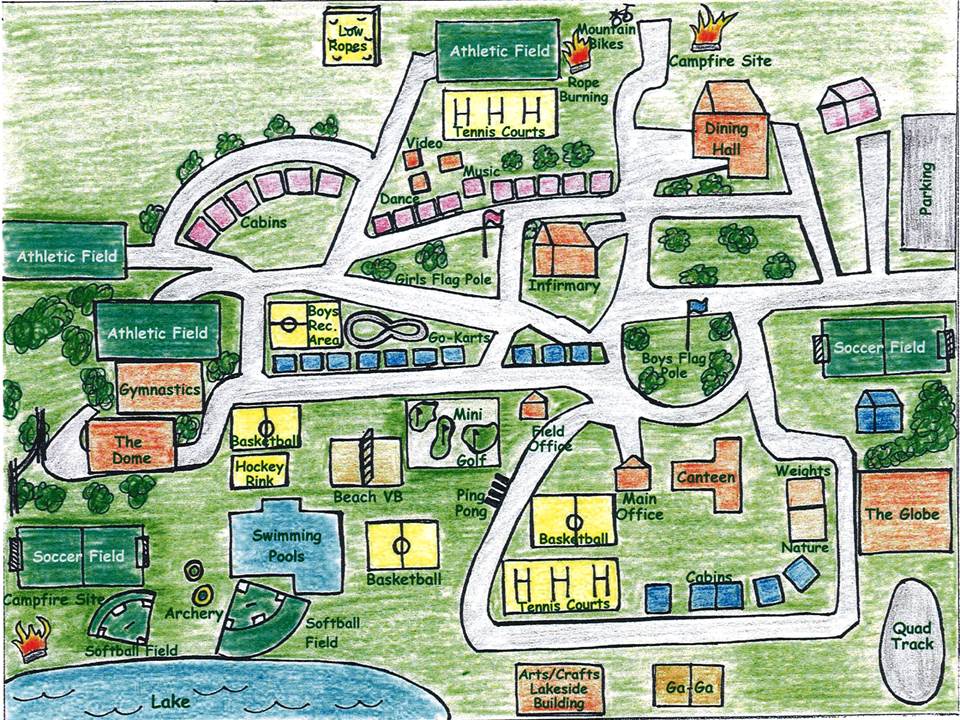 Low
Ropes
Athletic Field
Mountain
Bikes
Campfire Site
Rope
Burning
Tennis Courts
Dining
Hall
Video
Music
Dance
Parking
Cabins
Athletic Field
Girls Flag Pole
Infirmary
Athletic Field
Boys
Rec.
Area
Go-Karts
Boys Flag
Pole
Soccer Field
Gymnastics
The
Dome
Basketball
Hockey
Rink
Beach VB
Mini
Golf
Field
Office
Ping
Pong
Main
Office
Canteen
Weights
Nature
The Globe
Basketball
Soccer Field
Swimming
Pools
Basketball
Tennis Courts
Cabins
Campfire Site
Archery
Softball Field
Softball
Field
Quad
Track
Lake
Arts/Crafts
Lakeside
Building
Ga-Ga